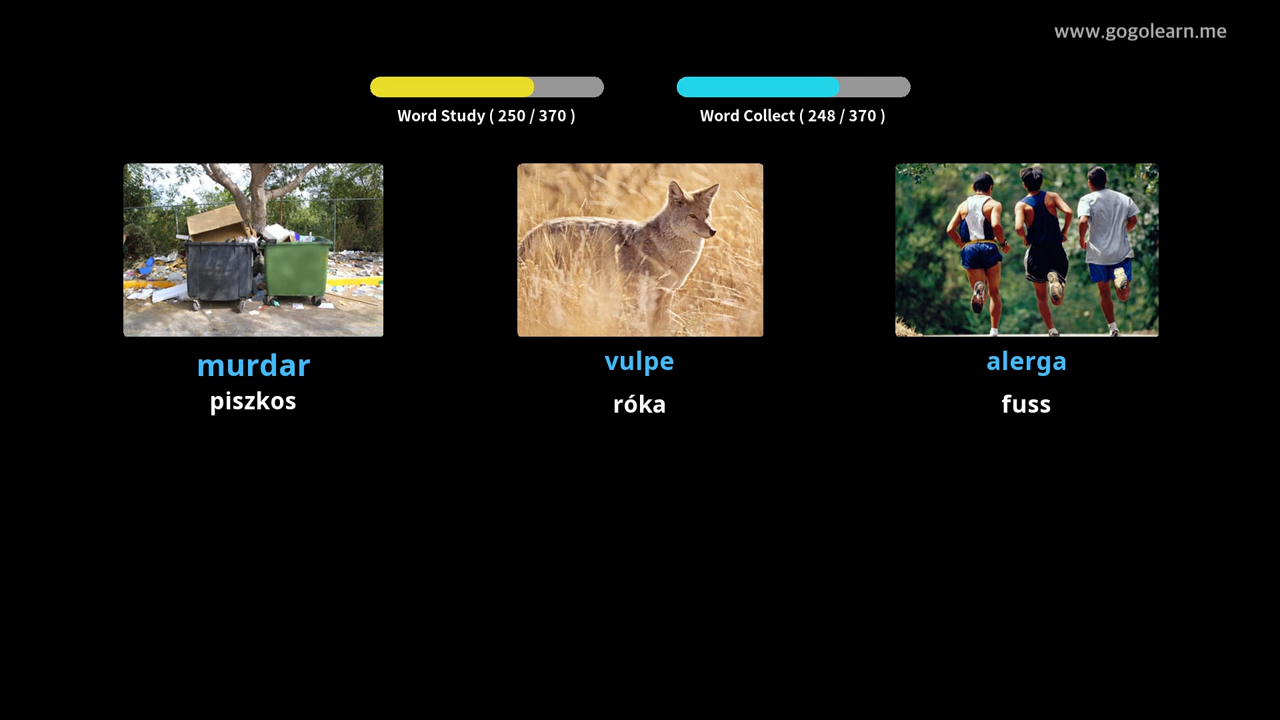 www.gogolearn.me
Word Study ( 250 / 370 )
Word Collect ( 248 / 370 )
murdar
piszkos
vulpe
róka
alerga
fuss